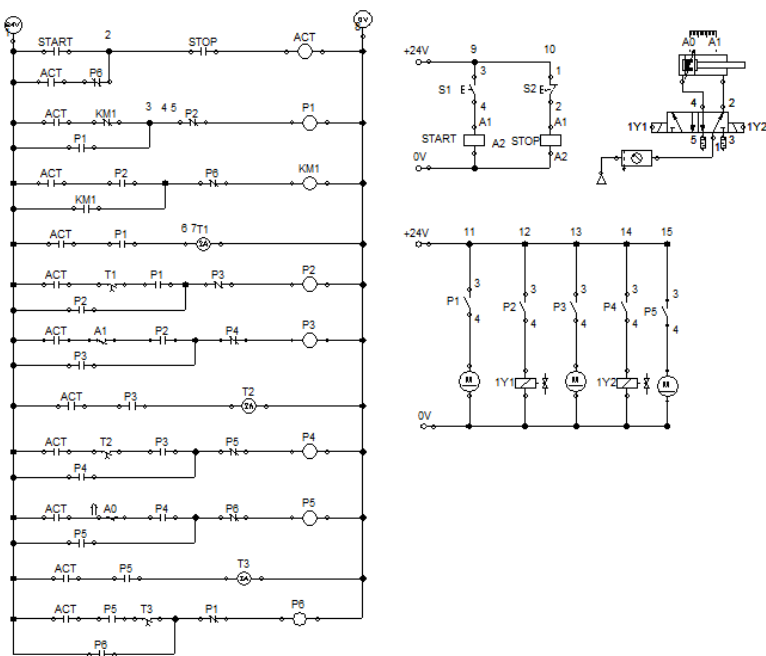 24V 0V
2
START STOP ACT
ACT P6
ACT KM1 3 4 5 P2 P1
P1
ACT P2 P6 KM1
KM1
ACT P1 6 7 T1
ACT T1 P1 P3 P2
P2
ACT A1 P2 P4 P3
P3
ACT P3 T2
ACT T2 P3 P5 P4
P4
ACT A0 P4 P6 P5
P5
ACT P5 T3
ACT P5 T3 P1 P6
P6
+24V 9 10
3 1
S1 S2
4 2
A1 A1
START A2 STOP
A2
0V
A0 A1
4 2
1Y1 1Y2
5 1 3
+24V 11 12 13 14 15
3 3 3 3 3
P1 P2 P3 P4 P5
4 4 4 4 4
M 1Y1 M 1Y2 M
0V